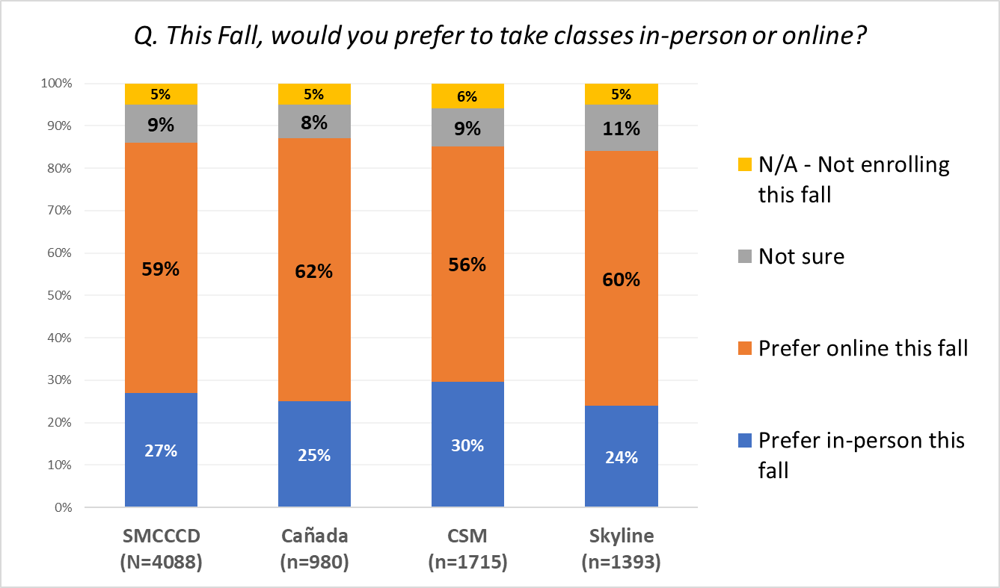 Q. This Fall, would you prefer to take classes in-person or online?
100%
90%
80%
70%
60%
50%
40%
30%
20%
10%
0%
5%
9%
59%
27%
5%
8%
62%
25%
6%
9%
56%
30%
5%
11%
60%
24%
SMCCCD
(N=4088)
Cañada
(n=980)
CSM
(n=1715)
Skyline
(n=1393)
N/A - Not enrolling
this fall
Not sure
Prefer online this fall
Prefer in-person this
fall